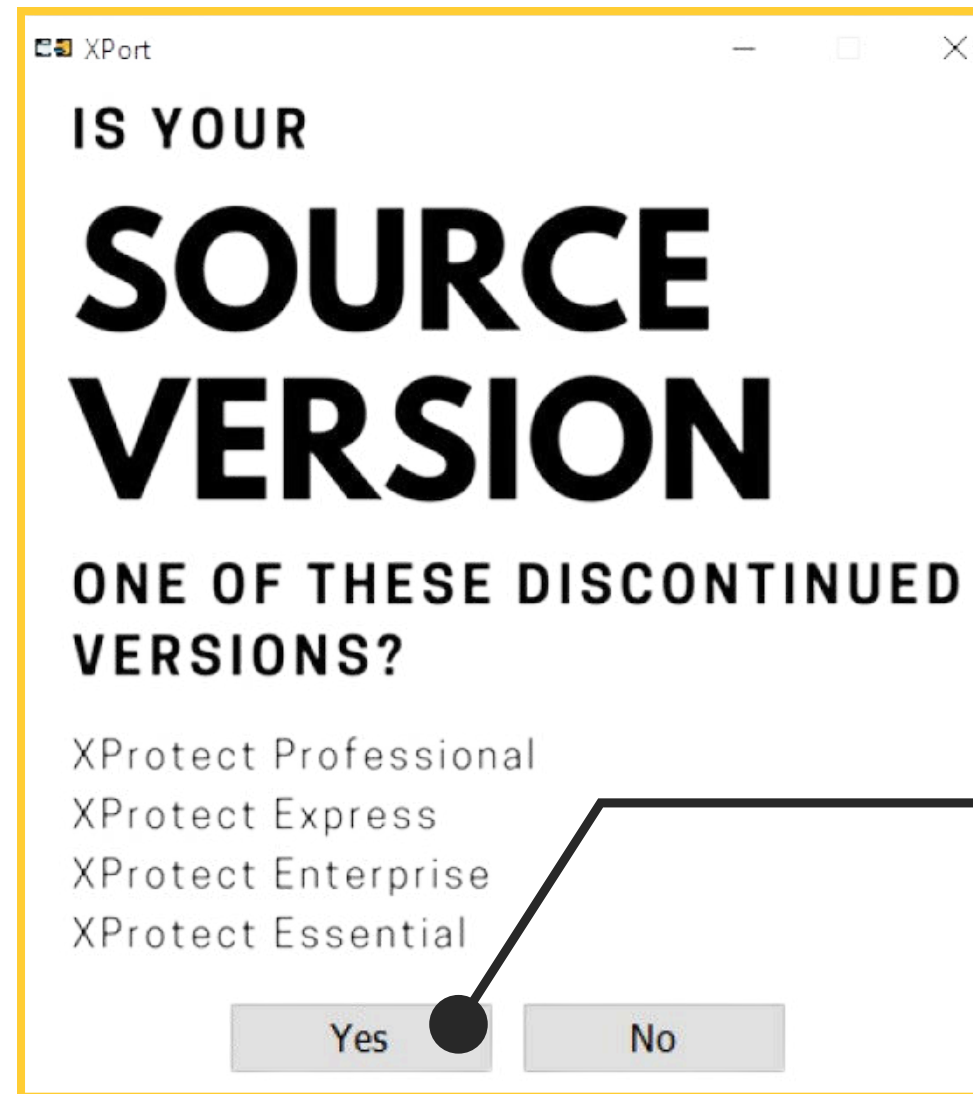 XPort
IS YOUR
SOURCE
VERSION
ONE OF THESE DISCONTINUED
VERSIONS?
XProtect Professional
XProtect Express
XProtect Enterprise
XProtect Essential
Yes No